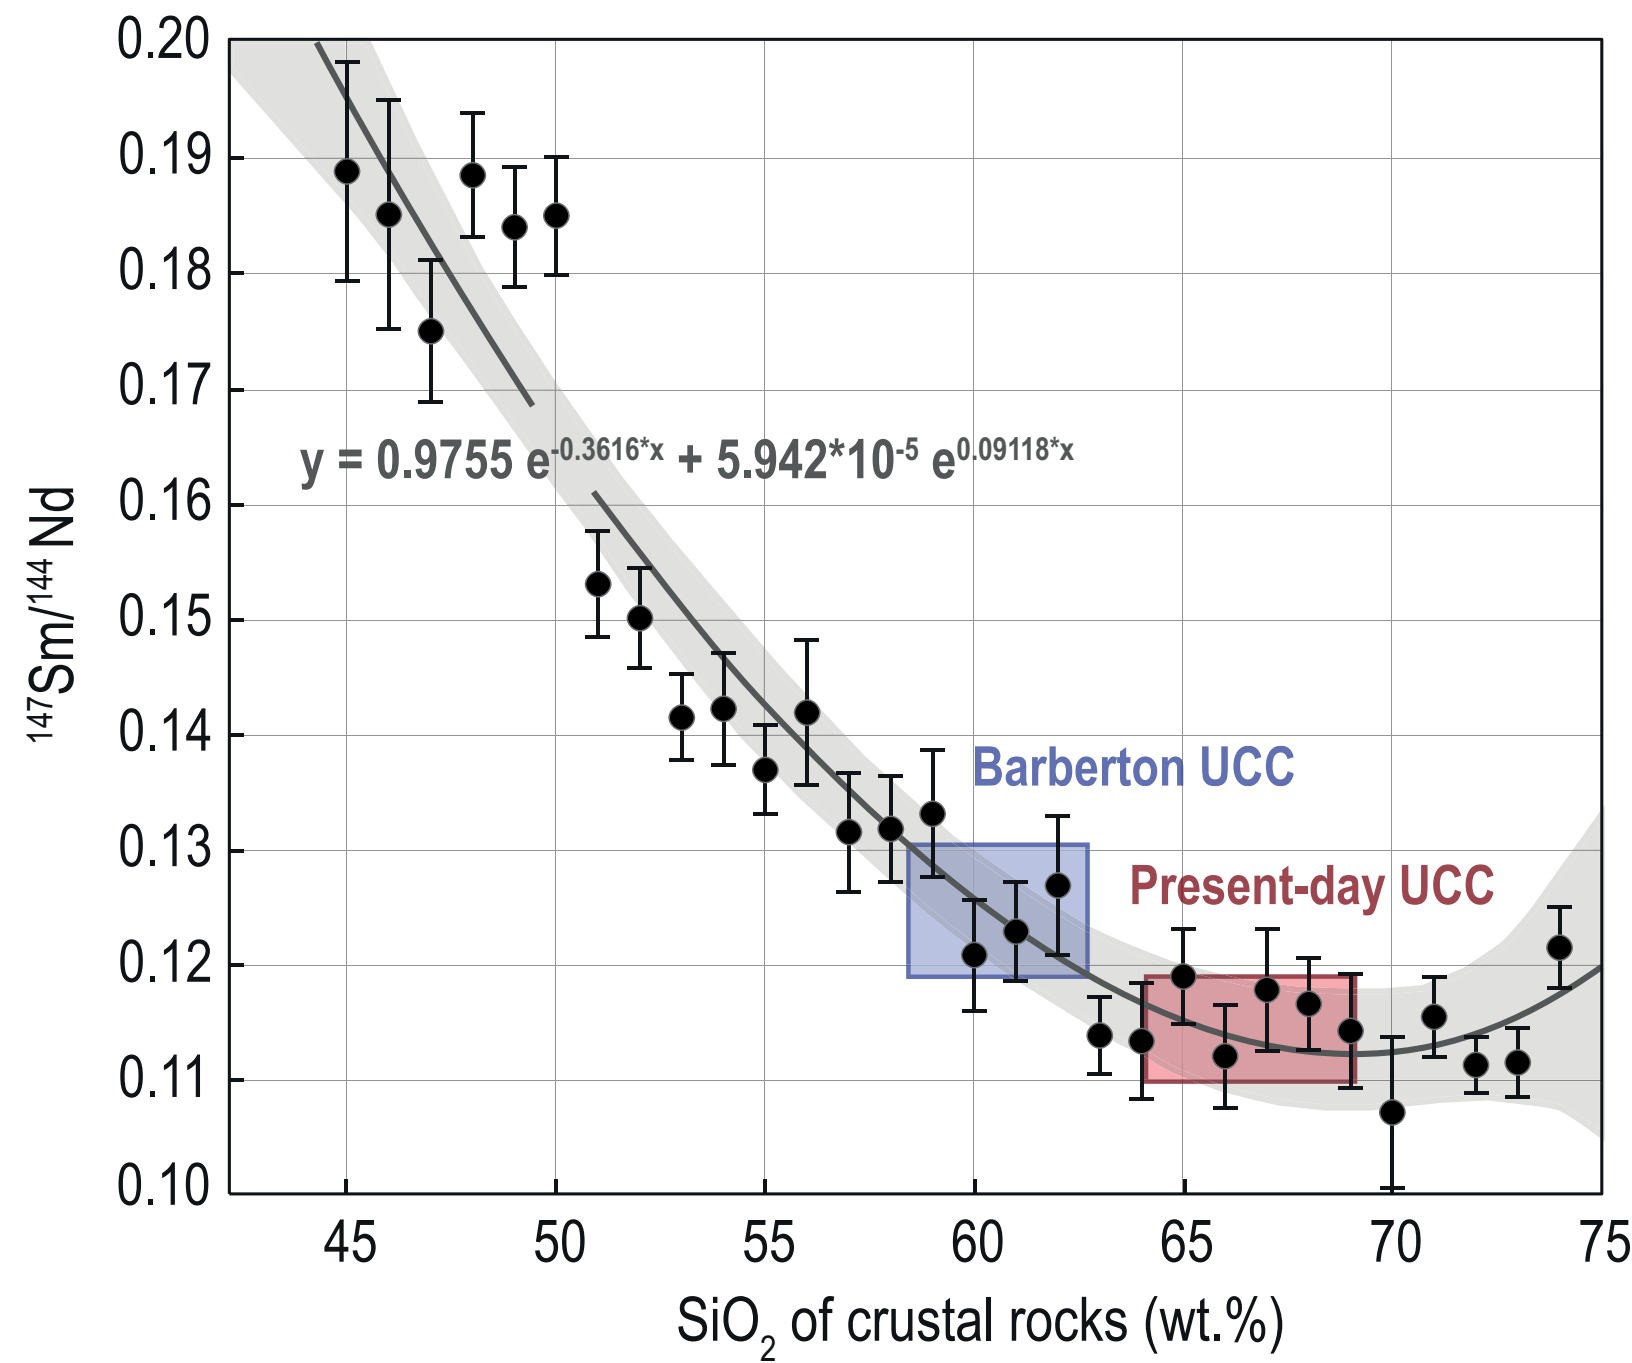 0.20
0.19
0.18
0.17
0.16
0.15
0.14
0.13
0.12
0.11
0.10
¹⁴⁷Sm/¹⁴⁴Nd
y = 0.9755 e^-0.3616*x + 5.942*10^-5 e^0.09118*x
Barberton UCC
Present-day UCC
45 50 55 60 65 70 75
SiO₂ of crustal rocks (wt.%)